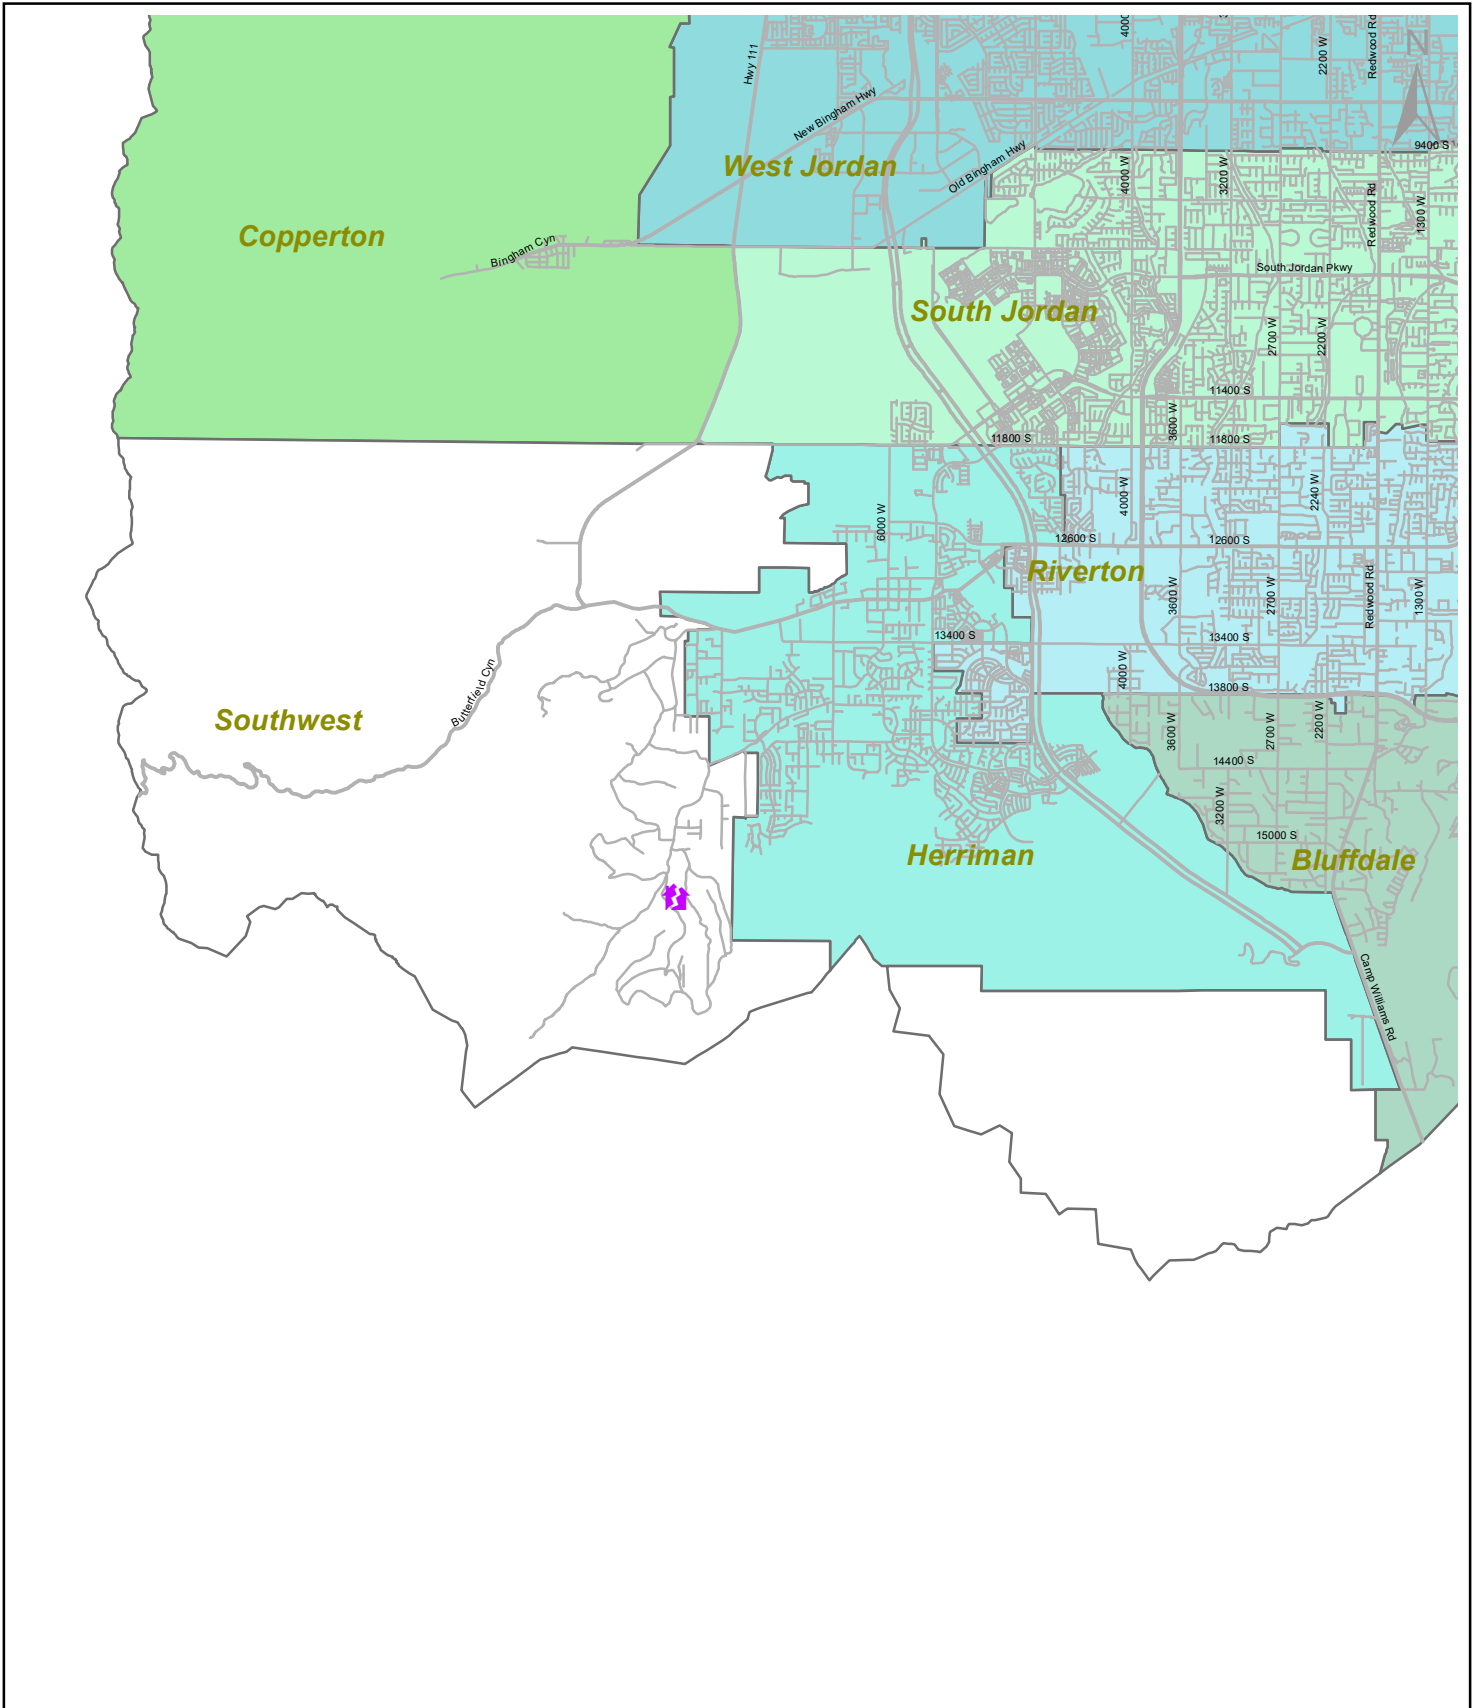 4000
2200 W
Redwood Rd
N
Hwy 111
New Bingham Hwy
9400 S
West Jordan
Old Bingham Hwy
4000 W
3200 W
Redwood Rd
1300 W
Copperton
Bingham Cyn
South Jordan Pkwy
South Jordan
2700 W
2200 W
11400 S
3600 W
11800 S
11800 S
4000 W
2240 W
6000 W
12600 S
12600 S
Riverton
3600 W
2700 W
Redwood Rd
1300 W
13400 S
13400 S
4000 W
13800 S
Butterfield Cyn
Southwest
3600 W
2700 W
2200 W
14400 S
3200 W
15000 S
Herriman
Bluffdale
Camp Williams Rd